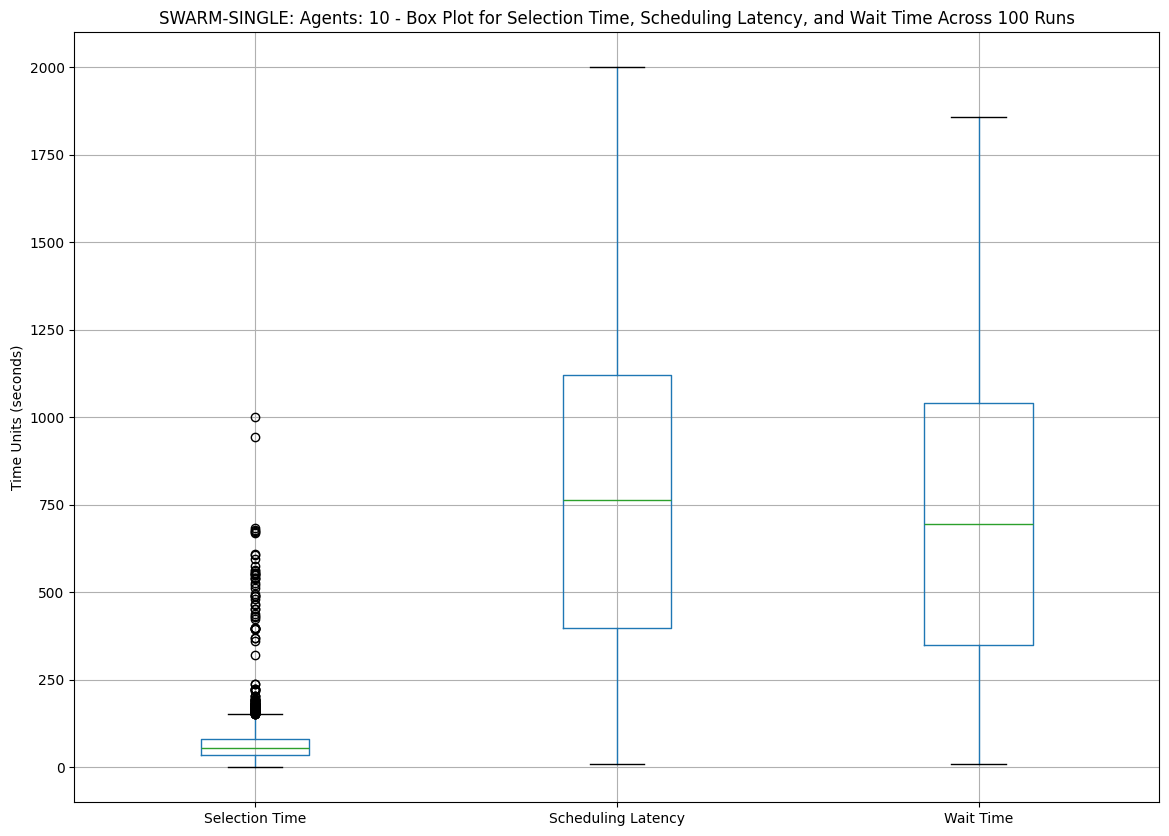 SWARM-SINGLE: Agents: 10 - Box Plot for Selection Time, Scheduling Latency, and Wait Time Across 100 Runs
Time Units (seconds)
2000
1750
1500
1250
1000
750
500
250
0
Selection Time
Scheduling Latency
Wait Time